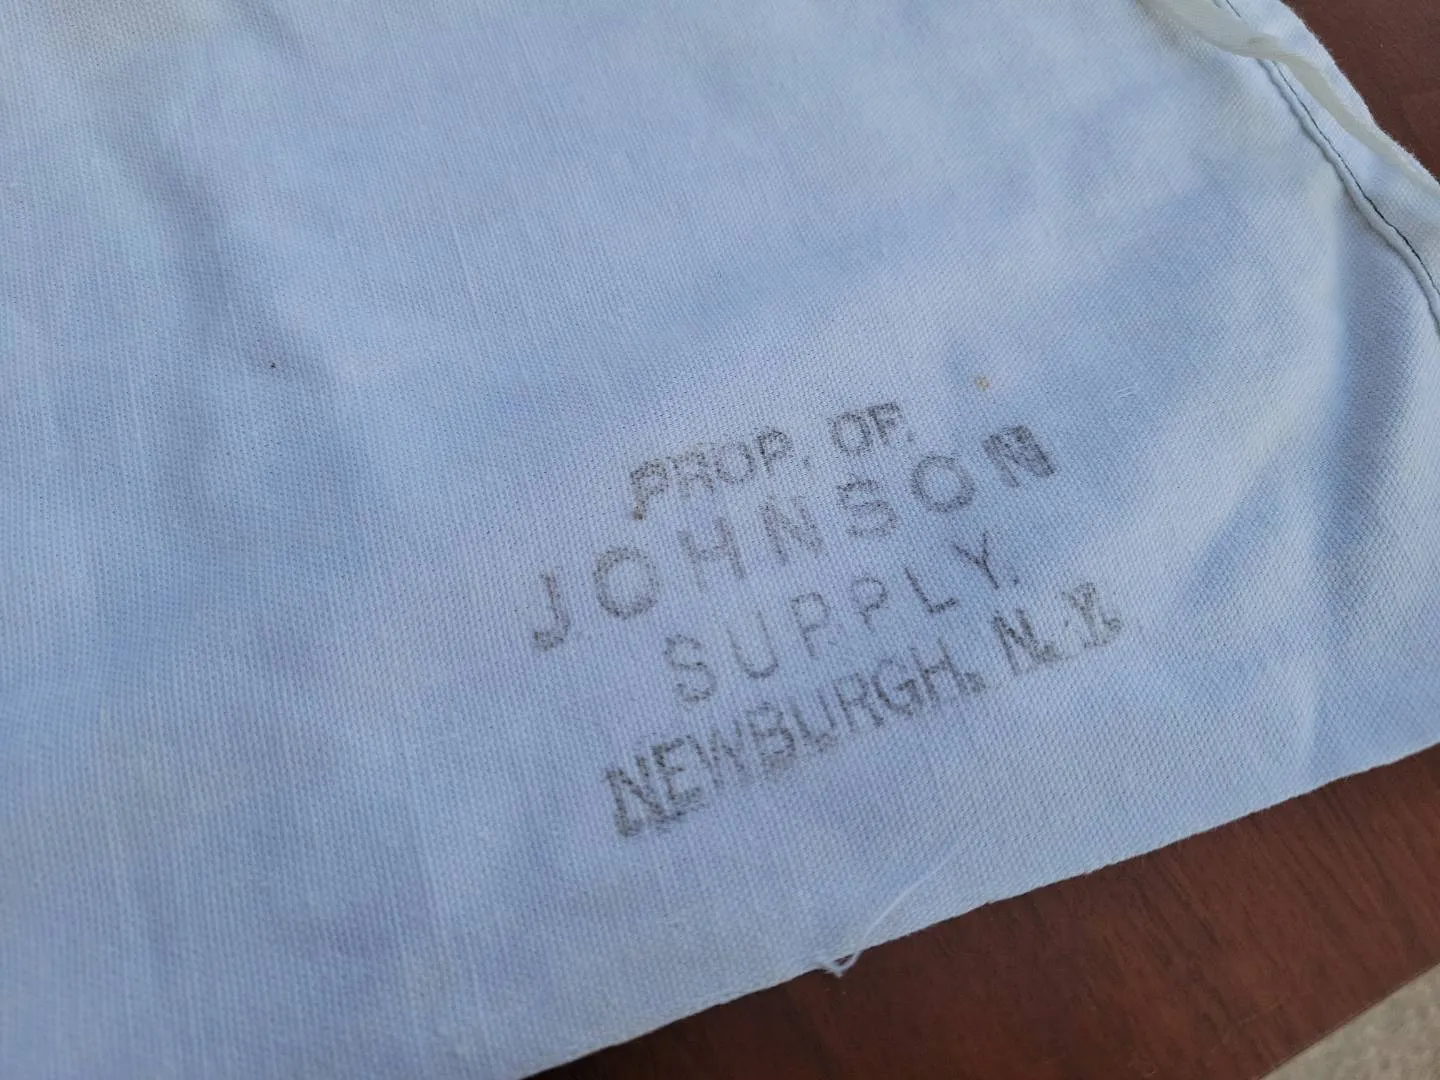 PROP. OF.
JOHNSON
SUPPLY.
NEWBURGH, N. Y.